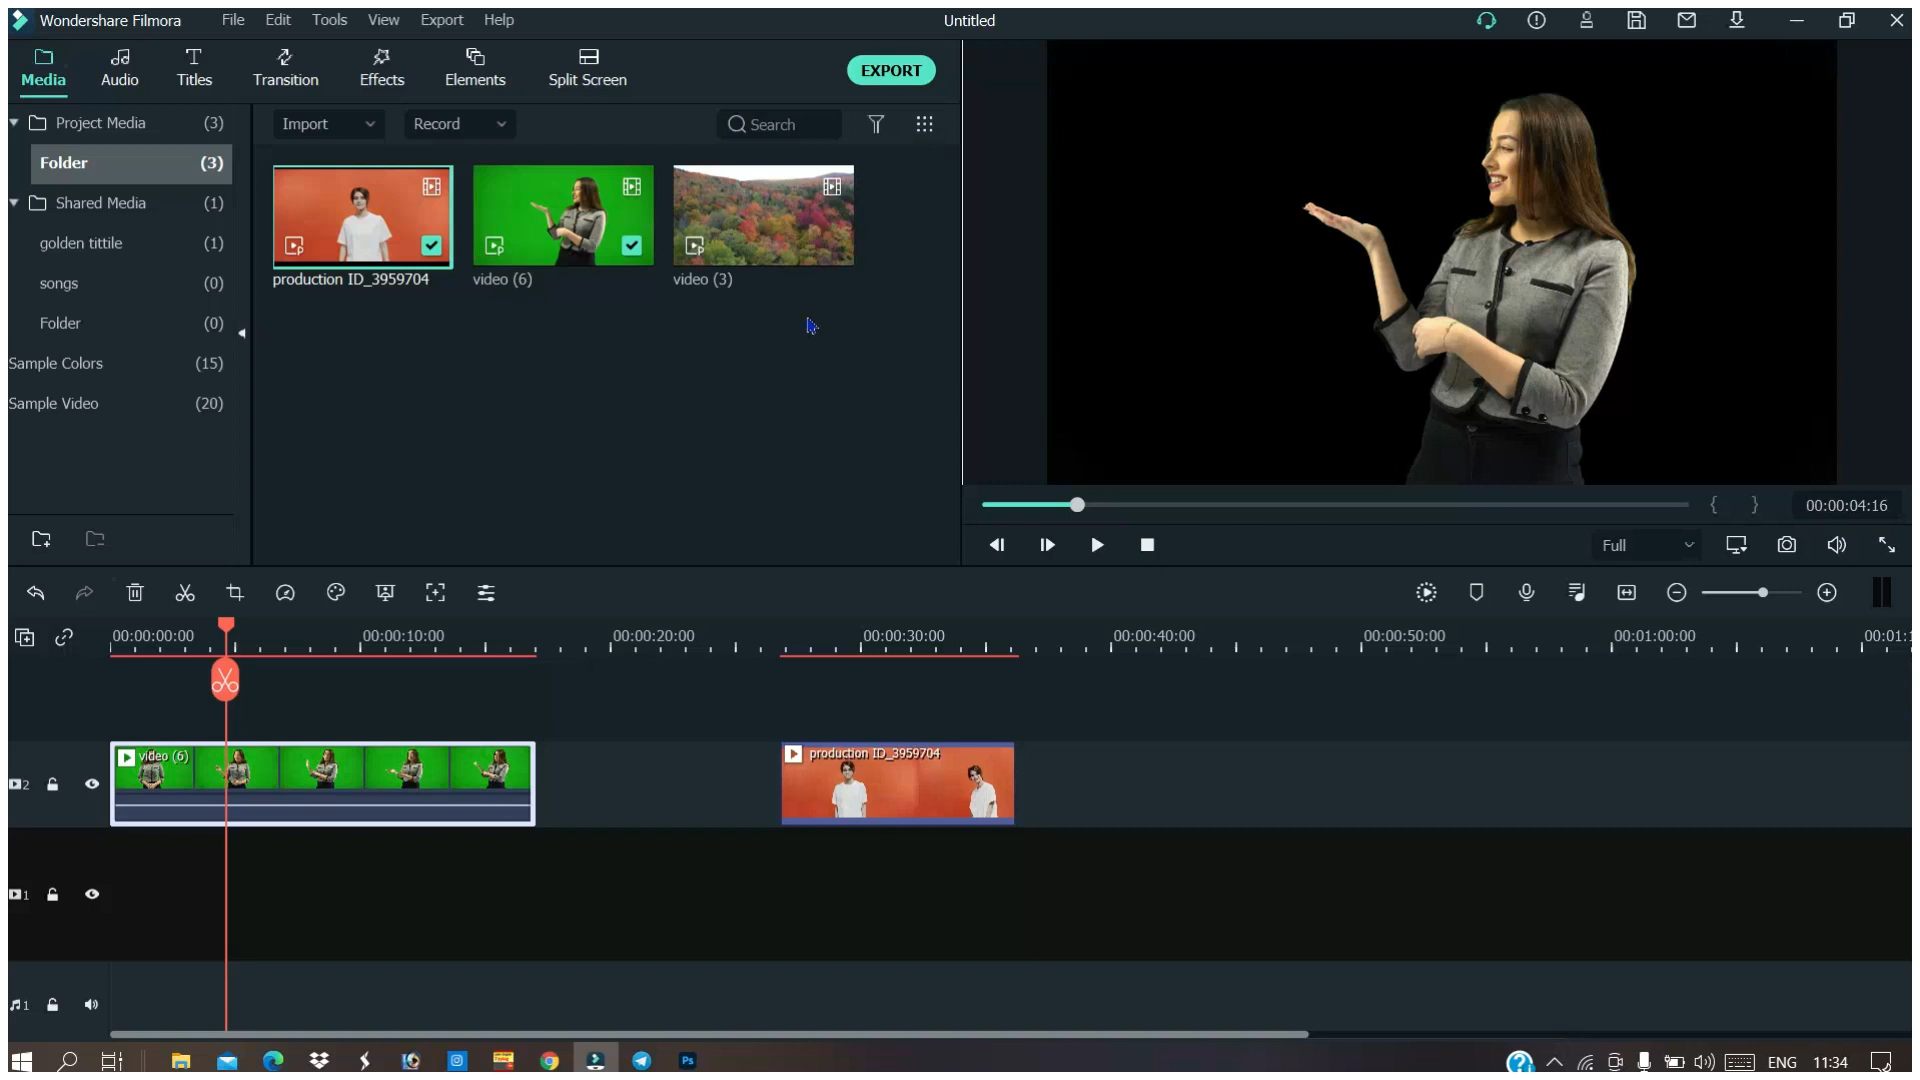 Wondershare Filmora File Edit Tools View Export Help Untitled
Media Audio Titles Transition Effects Elements Split Screen EXPORT
Project Media (3)
Folder (3)
Shared Media (1)
golden tittile (1)
songs (0)
Folder (0)
Sample Colors (15)
Sample Video (20)
Import Record Search
production ID_3959704 video (6) video (3)
{ } 00:00:04:16
Full
00:00:00:00 00:00:10:00 00:00:20:00 00:00:30:00 00:00:40:00 00:00:50:00 00:01:00:00 00:01:1
video (6) production ID_3959704
2
1
1
Ps ENG 11:34